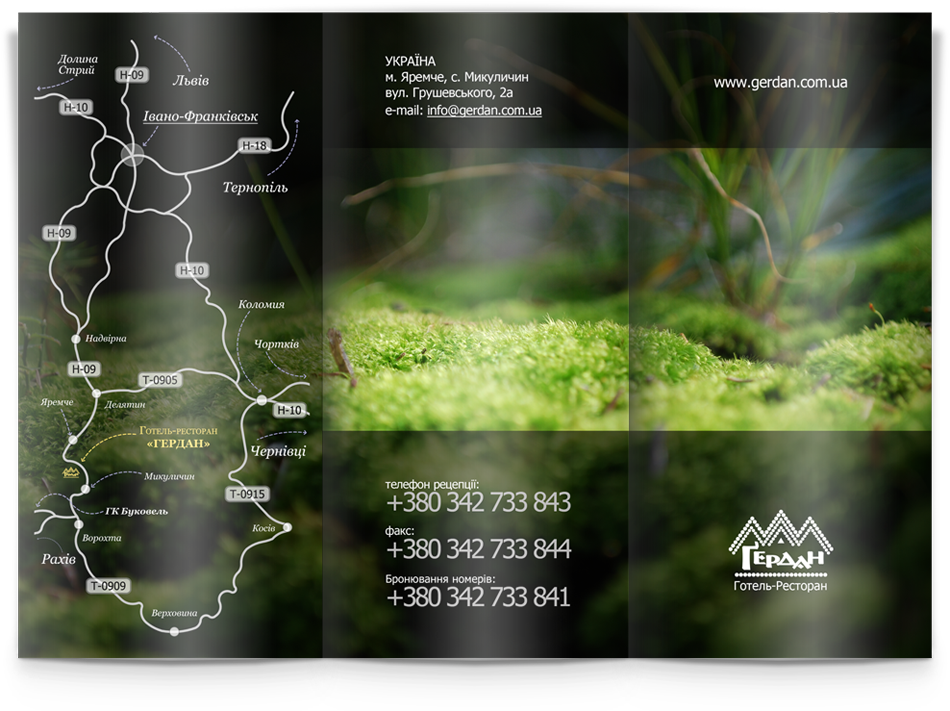 Долина
Стрий
Н-09
Львів
Н-10
Івано-Франківськ
Н-18
Тернопіль
Н-09
Н-10
Коломия
Надвірна
Чортків
Н-09
Т-0905
Яремче
Делятин
Н-10
Готель-ресторан
«ГЕРДАН»
Чернівці
Микуличин
Т-0915
ГК Буковель
Косів
Ворохта
Рахів
Т-0909
Верховина
УКРАЇНА
м. Яремче, с. Микуличин
вул. Грушевського, 2а
e-mail: info@gerdan.com.ua
телефон рецепції:
+380 342 733 843
факс:
+380 342 733 844
Бронювання номерів:
+380 342 733 841
www.gerdan.com.ua
ГЕРДАН
Готель-Ресторан